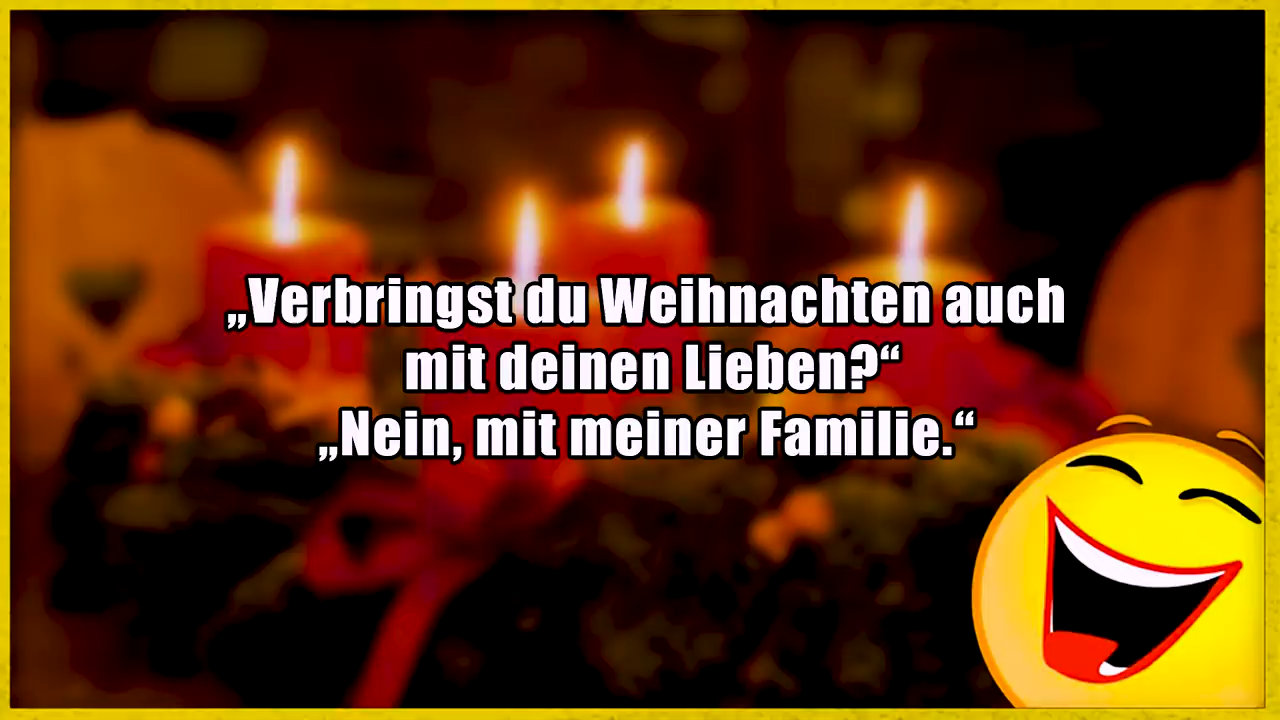 „Verbringst du Weihnachten auch
mit deinen Lieben?“
„Nein, mit meiner Familie.“